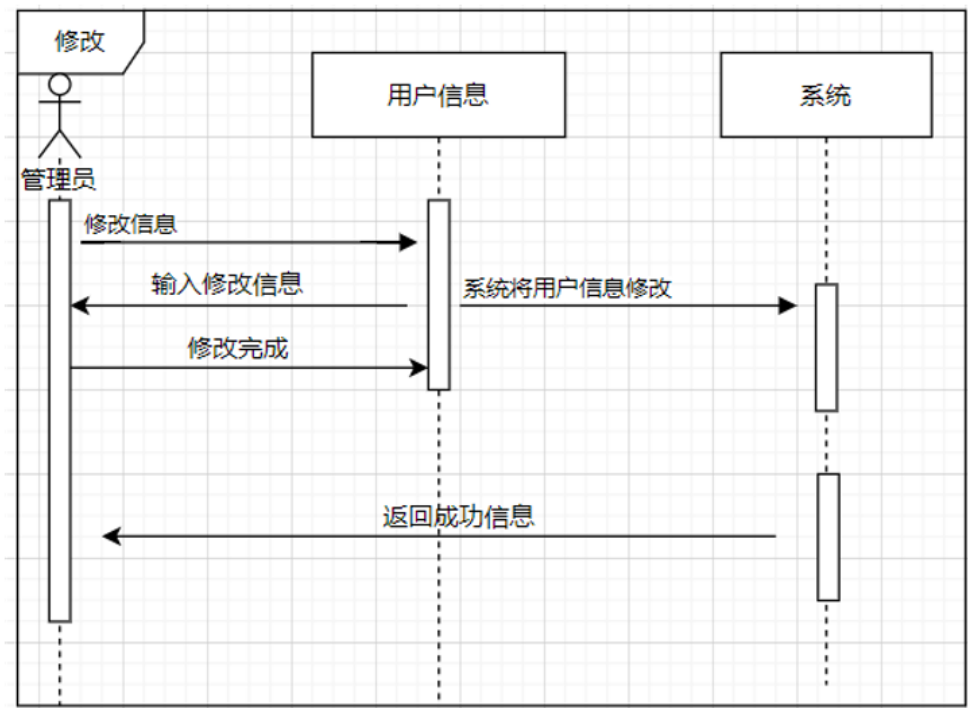 修改
用户信息
系统
管理员
修改信息
输入修改信息
系统将用户信息修改
修改完成
返回成功信息